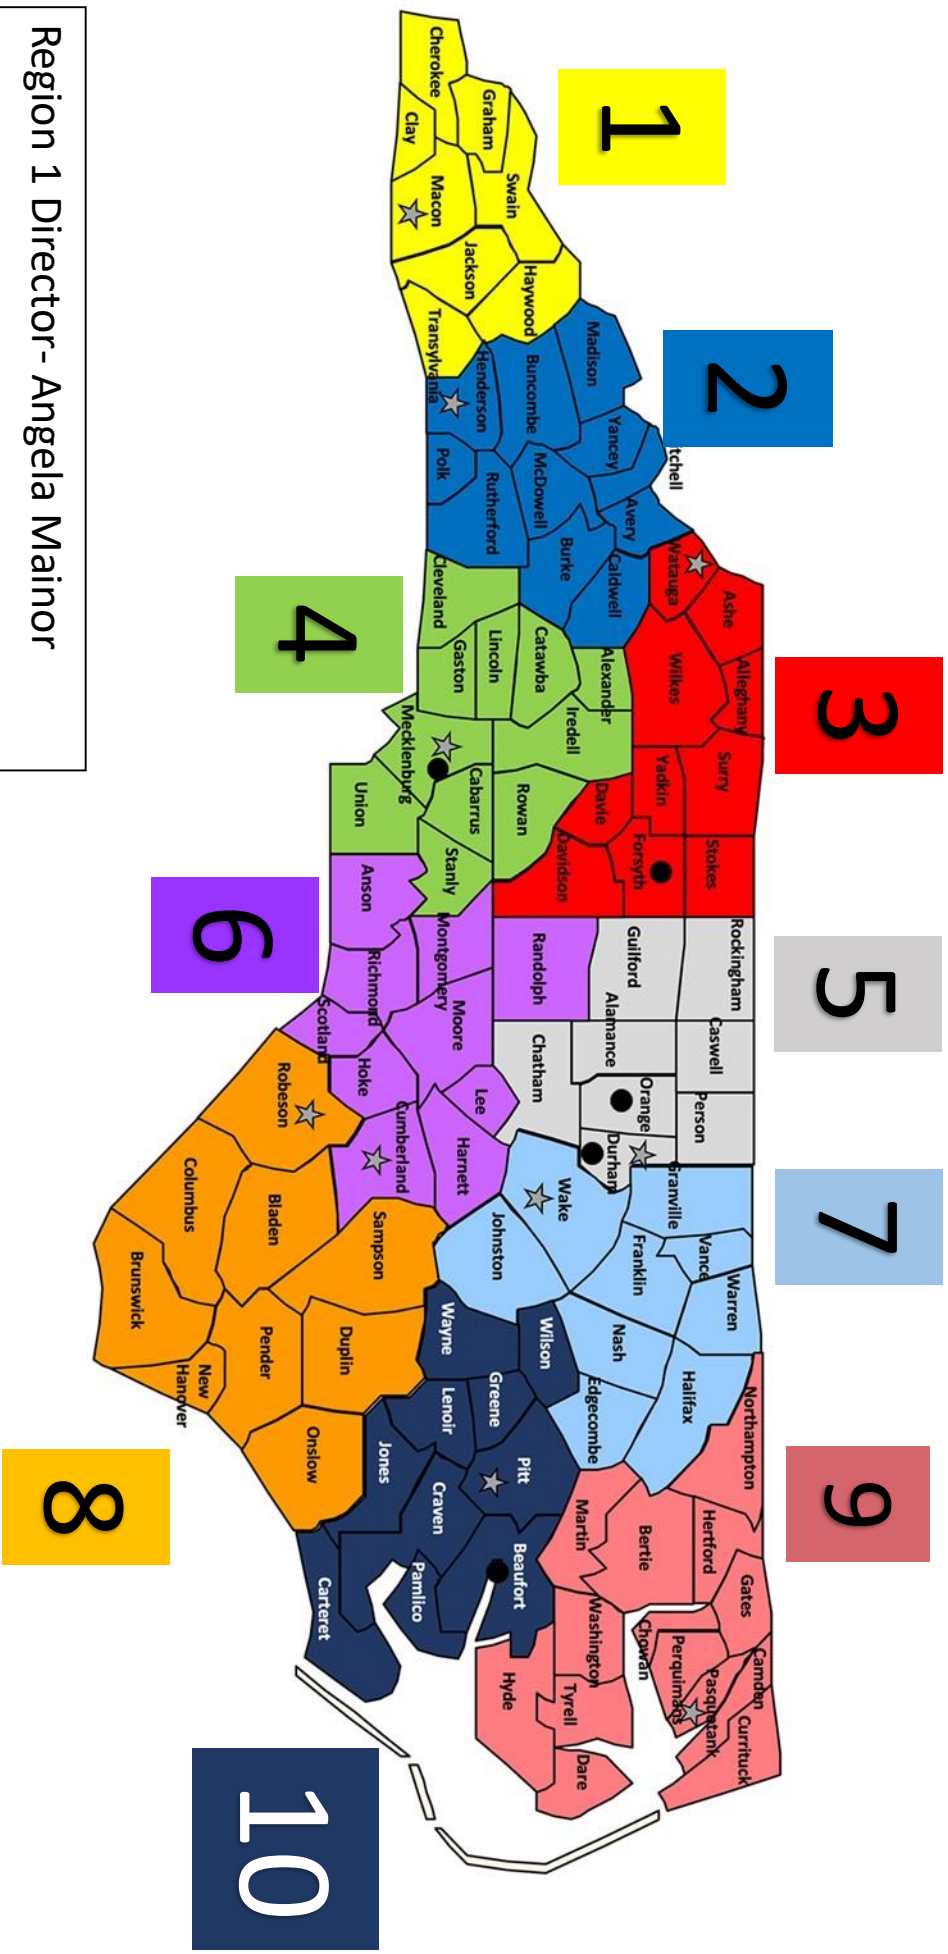 1
2
3
4
5
6
7
8
9
10
Cherokee
Graham
Clay
Macon
Swain
Jackson
Haywood
Transylvania
Madison
Buncombe
Henderson
Yancey
tchell
Polk
McDowell
Rutherford
Avery
Burke
Caldwell
Watauga
Ashe
Alleghany
Wilkes
Surry
Yadkin
Davie
Forsyth
Stokes
Davidson
Cleveland
Gaston
Lincoln
Catawba
Alexander
Iredell
Mecklenburg
Cabarrus
Rowan
Union
Stanly
Anson
Richmond
Montgomery
Randolph
Moore
Scotland
Hoke
Lee
Cumberland
Harnett
Rockingham
Guilford
Alamance
Caswell
Chatham
Orange
Person
Durham
Granville
Vance
Warren
Wake
Franklin
Johnston
Nash
Halifax
Edgecombe
Robeson
Columbus
Bladen
Brunswick
Sampson
Pender
Duplin
New
Hanover
Onslow
Northampton
Hertford
Gates
Bertie
Martin
Chowan
Perquimans
Pasquotank
Camden
Currituck
Washington
Tyrell
Hyde
Dare
Wayne
Wilson
Greene
Lenoir
Pitt
Jones
Craven
Beaufort
Pamlico
Carteret
Region 1 Director- Angela Mainor